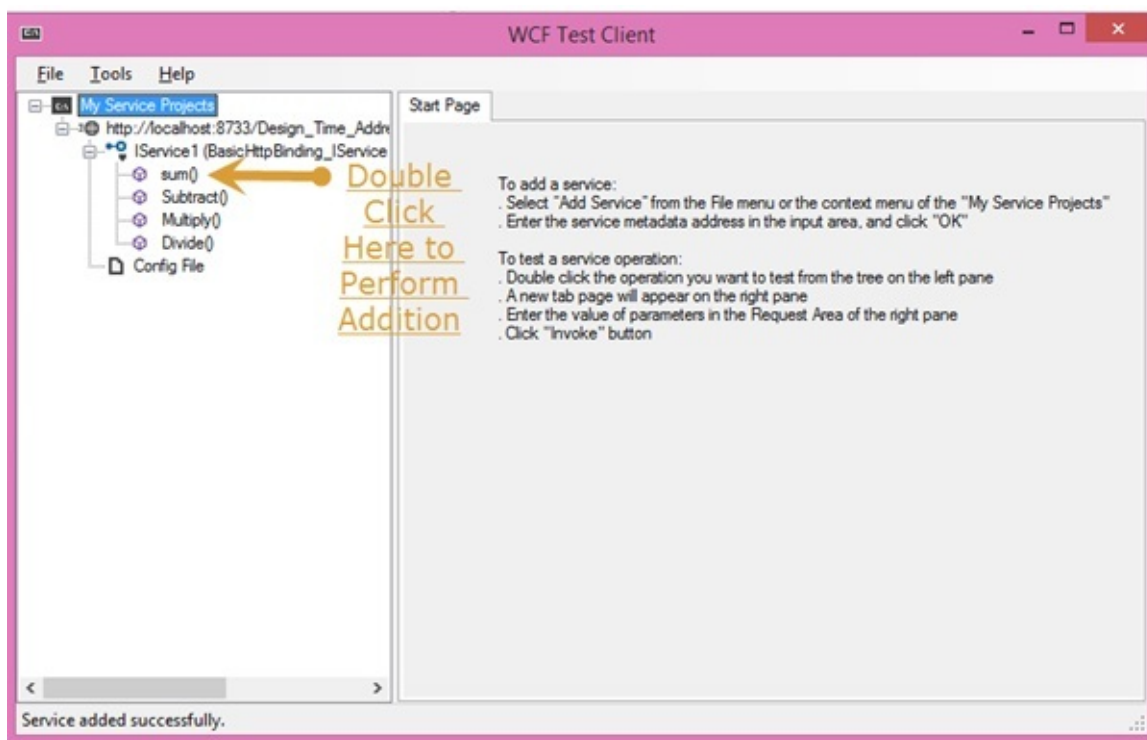 WCF Test Client
File Tools Help
My Service Projects
http://localhost:8733/Design_Time_Addre
IService1 (BasicHttpBinding_IService
sum()
Subtract()
Multiply()
Divide()
Config File
Double
Click
Here to
Perform
Addition
Start Page
To add a service:
. Select "Add Service" from the File menu or the context menu of the "My Service Projects"
. Enter the service metadata address in the input area, and click "OK"
To test a service operation:
. Double click the operation you want to test from the tree on the left pane
. A new tab page will appear on the right pane
. Enter the value of parameters in the Request Area of the right pane
. Click "Invoke" button
Service added successfully.